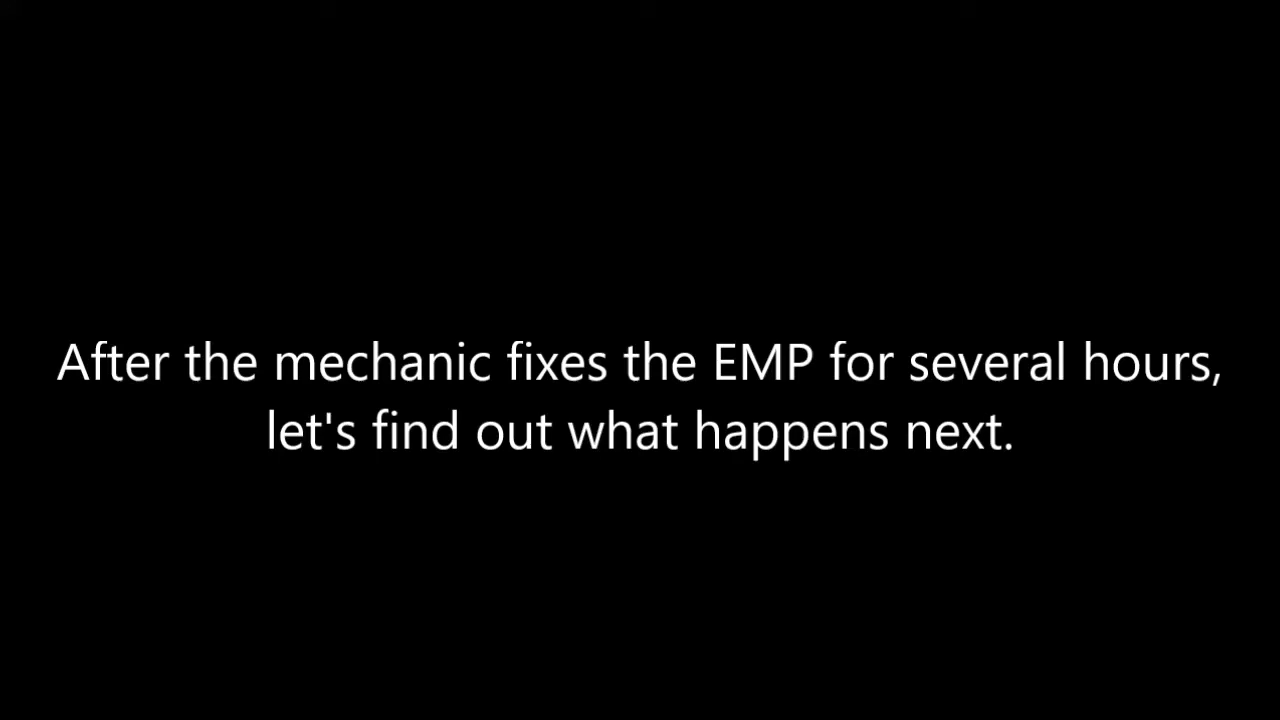 After the mechanic fixes the EMP for several hours,
let's find out what happens next.